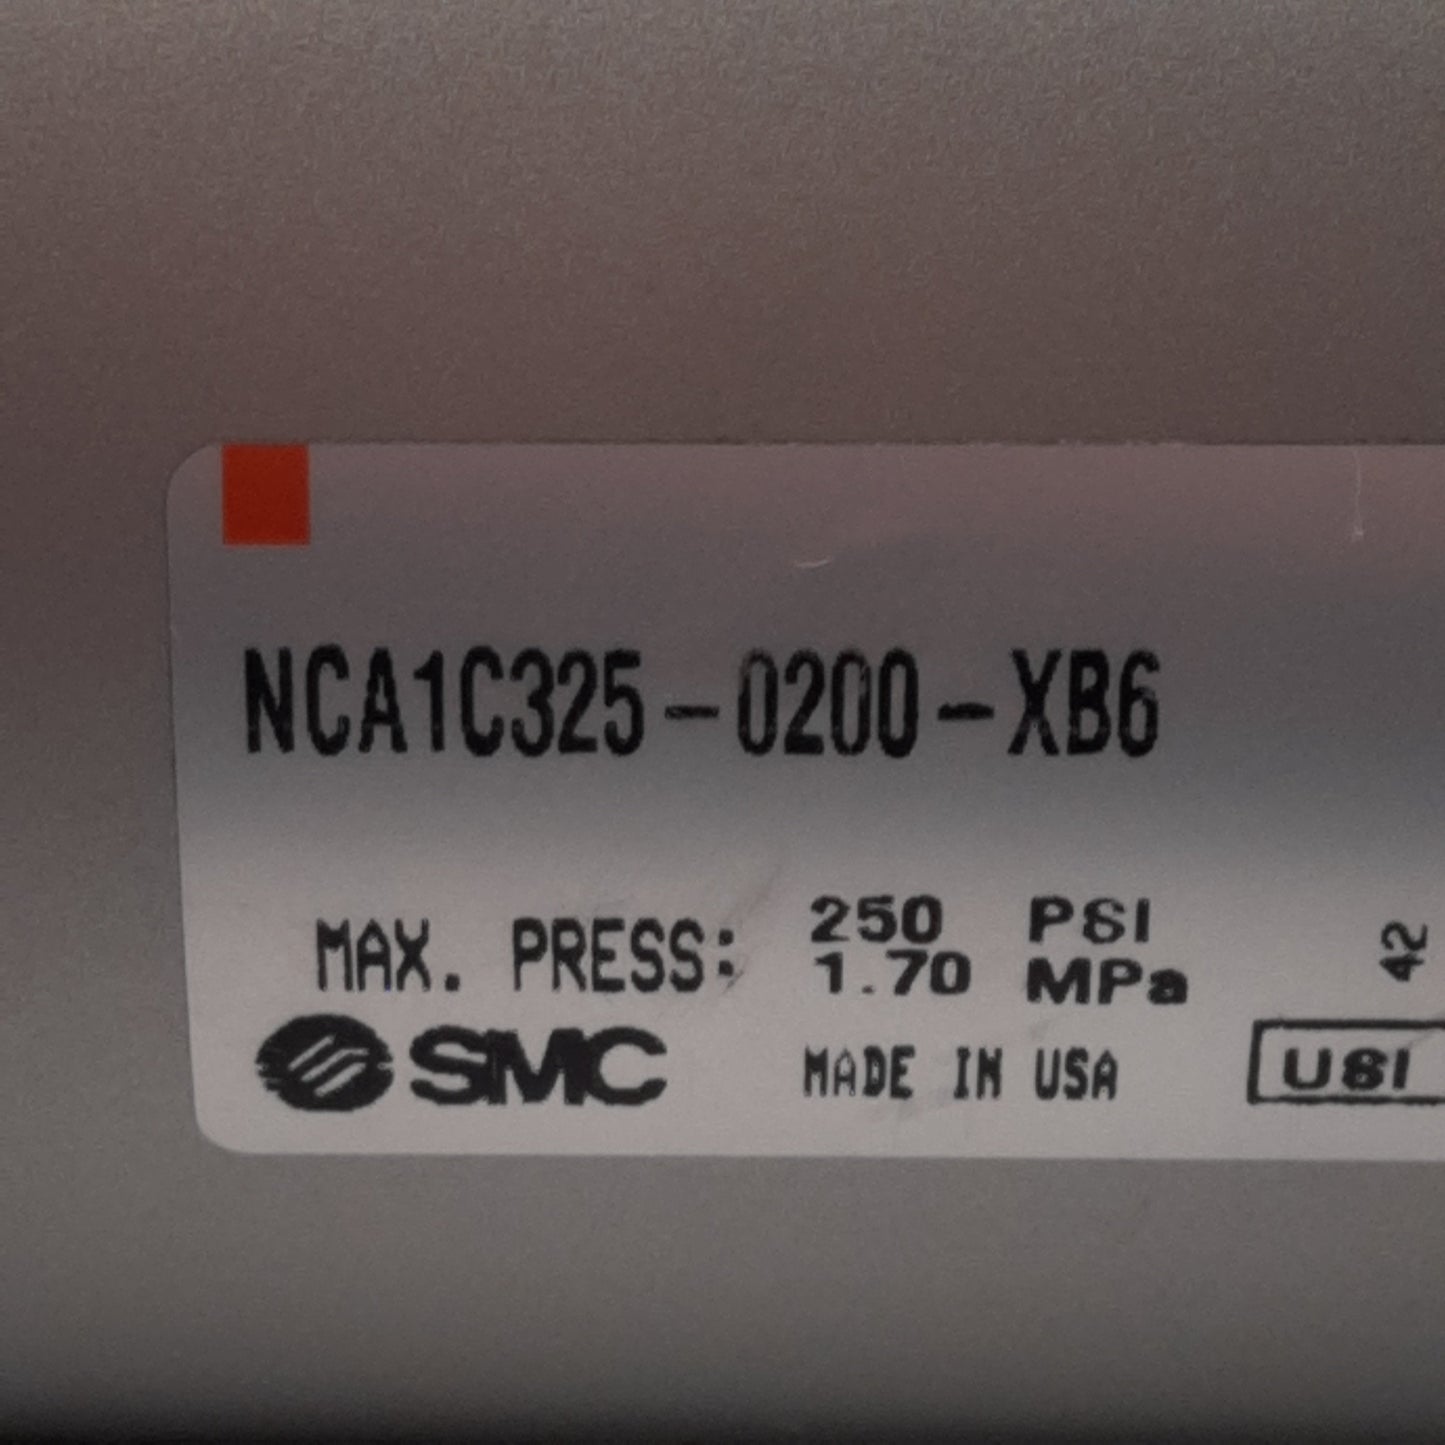 NCA1C325-0200-XB6
MAX. PRESS: 250 PSI
1.70 MPa
42
SMC MADE IN USA USI